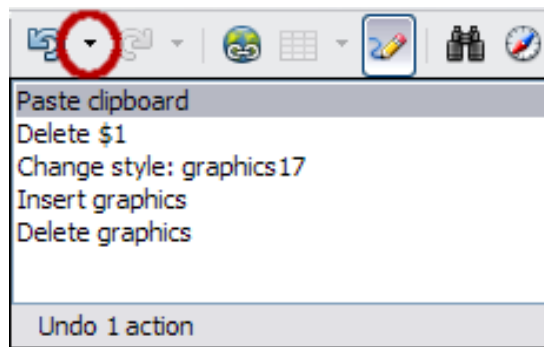 Paste clipboard
Delete $1
Change style: graphics17
Insert graphics
Delete graphics
Undo 1 action